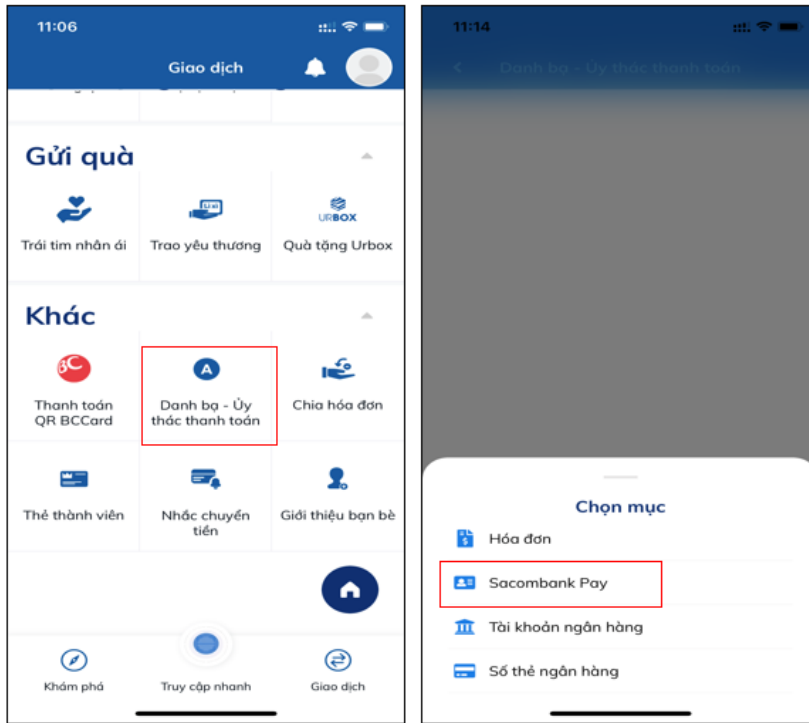 11:06
Giao dịch
Gửi quà
Trái tim nhân ái
Trao yêu thương
URBOX
Quà tặng Urbox
Khác
BC
Thanh toán
QR BCCard
A
Danh bạ - Ủy
thác thanh toán
Chia hóa đơn
Thẻ thành viên
Nhắc chuyển
tiền
Giới thiệu bạn bè
Khám phá
Truy cập nhanh
Giao dịch
11:14
Danh bạ - Ủy thác thanh toán
Chọn mục
Hóa đơn
Sacombank Pay
Tài khoản ngân hàng
Số thẻ ngân hàng